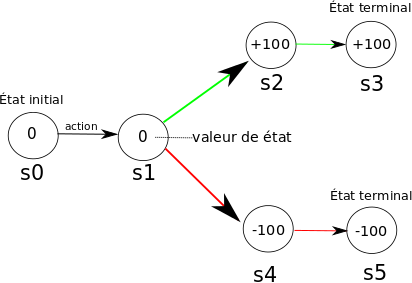 État terminal
+100
+100
s2
s3
État initial
0
action
0
valeur de état
s0
s1
État terminal
-100
-100
s4
s5